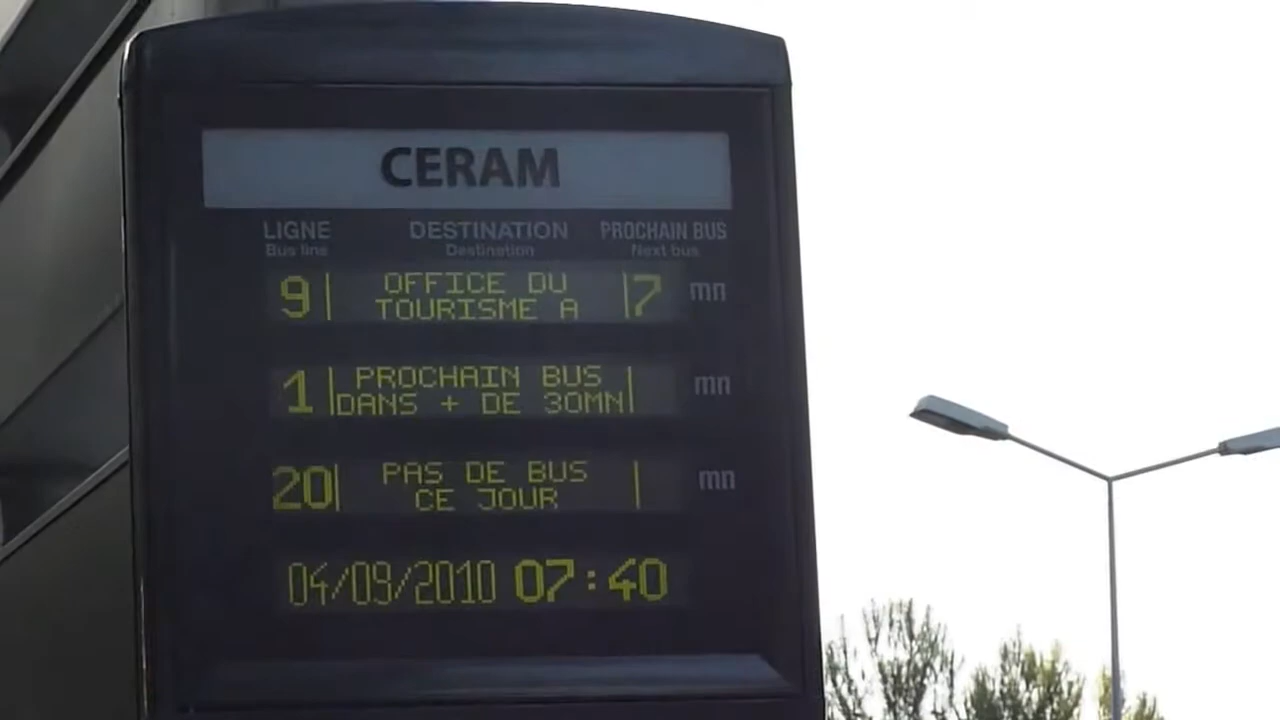 CERAM
LIGNE DESTINATION PROCHAIN BUS
Bus line Destination Next bus
9 OFFICE DU 7 mn
TOURISME A
1 PROCHAIN BUS mn
DANS + DE 30MN
20 PAS DE BUS mn
CE JOUR
04/09/2010 07:40